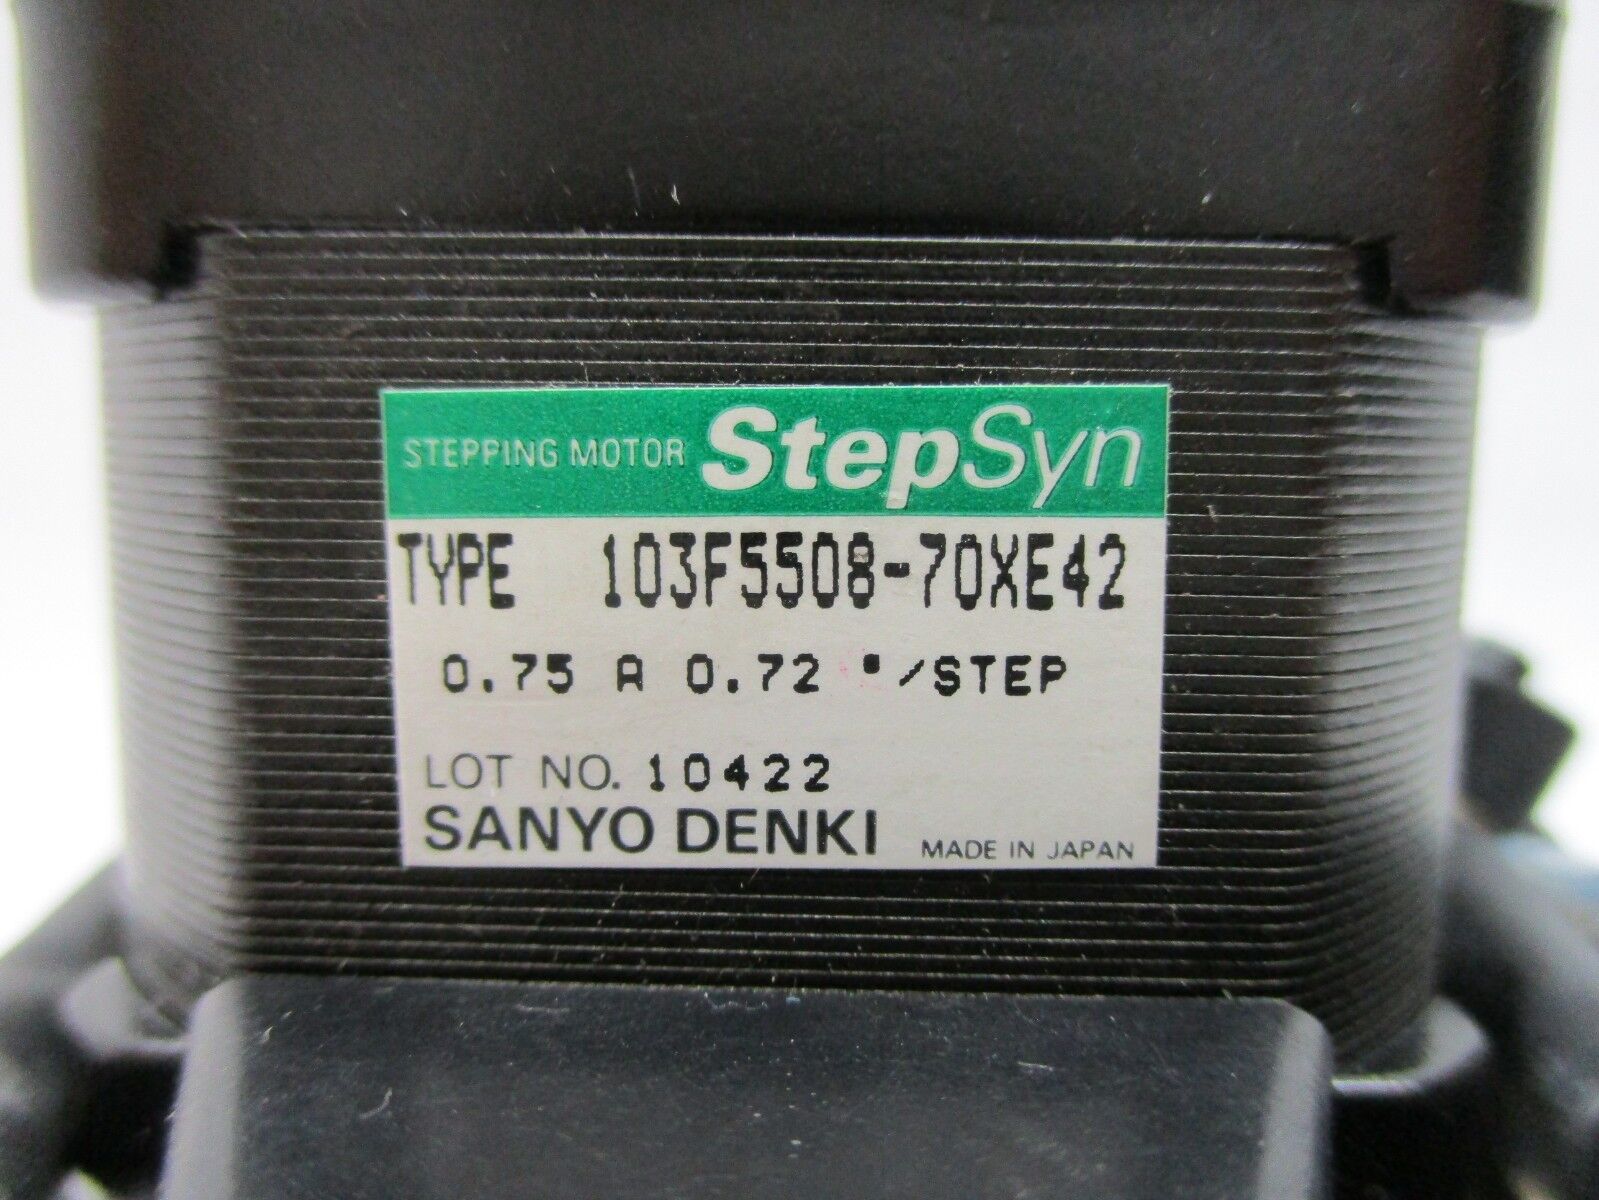 STEPPING MOTOR StepSyn
TYPE 103F5508-70XE42
0.75 A 0.72 °/STEP
LOT NO. 10422
SANYO DENKI MADE IN JAPAN